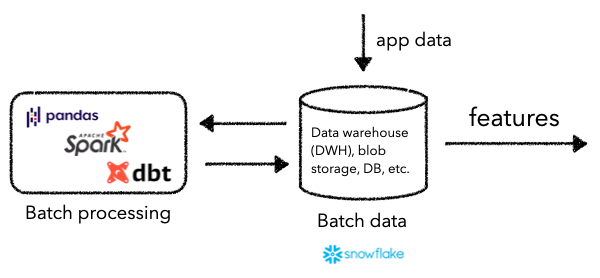 app data
pandas
APACHE
Spark
dbt
Data warehouse
(DWH), blob
storage, DB, etc.
features
Batch processing
Batch data
snowflake